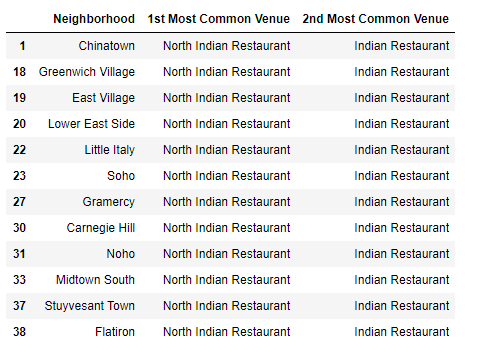 Neighborhood 1st Most Common Venue 2nd Most Common Venue
1 Chinatown North Indian Restaurant Indian Restaurant
18 Greenwich Village North Indian Restaurant Indian Restaurant
19 East Village North Indian Restaurant Indian Restaurant
20 Lower East Side North Indian Restaurant Indian Restaurant
22 Little Italy North Indian Restaurant Indian Restaurant
23 Soho North Indian Restaurant Indian Restaurant
27 Gramercy North Indian Restaurant Indian Restaurant
30 Carnegie Hill North Indian Restaurant Indian Restaurant
31 Noho North Indian Restaurant Indian Restaurant
33 Midtown South North Indian Restaurant Indian Restaurant
37 Stuyvesant Town North Indian Restaurant Indian Restaurant
38 Flatiron North Indian Restaurant Indian Restaurant